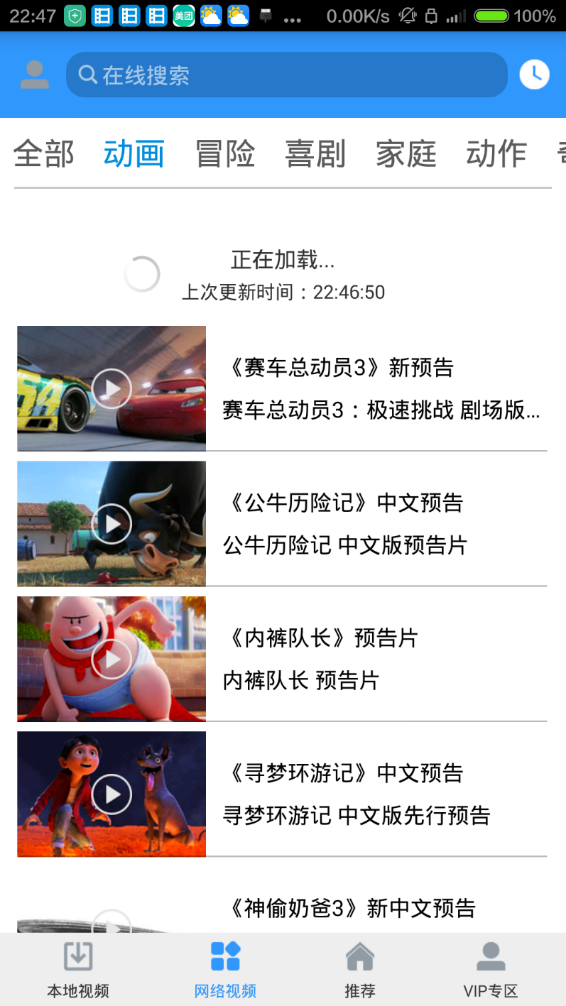 22:47 美团 ... 0.00K/s 100%
在线搜索
全部 动画 冒险 喜剧 家庭 动作
正在加载...
上次更新时间：22:46:50
《赛车总动员3》新预告
赛车总动员3：极速挑战 剧场版...
《公牛历险记》中文预告
公牛历险记 中文版预告片
《内裤队长》预告片
内裤队长 预告片
《寻梦环游记》中文预告
寻梦环游记 中文版先行预告
《神偷奶爸3》新中文预告
本地视频 网络视频 推荐 VIP专区